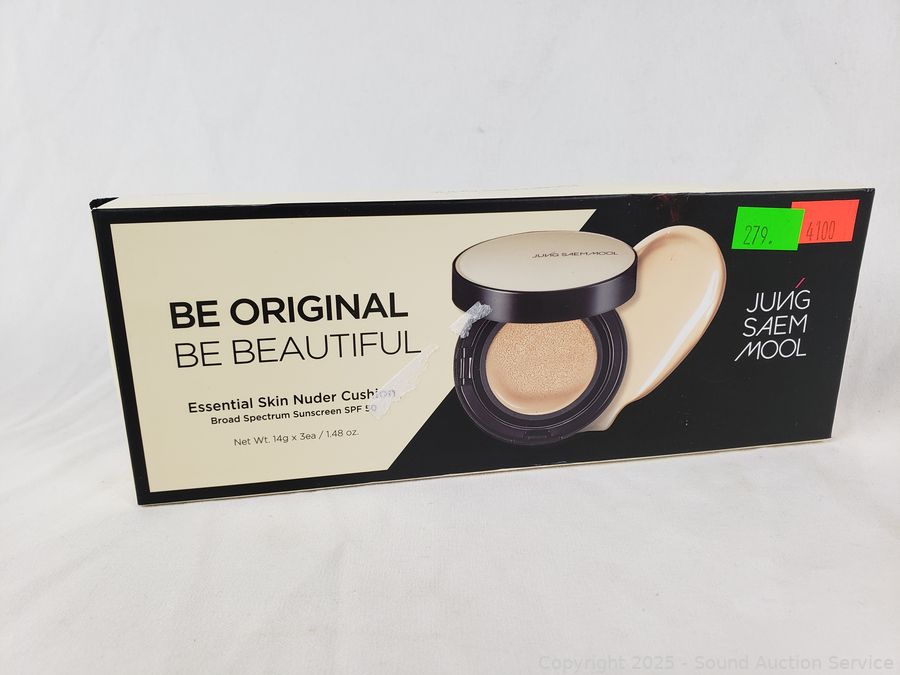 BE ORIGINAL
BE BEAUTIFUL
Essential Skin Nuder Cushion
Broad Spectrum Sunscreen SPF 50
Net Wt. 14g x 3ea / 1.48 oz.
JUNG SAEM MOOL
279.
4100
JUNG
SAEM
MOOL
Copyright 2025 - Sound Auction Service